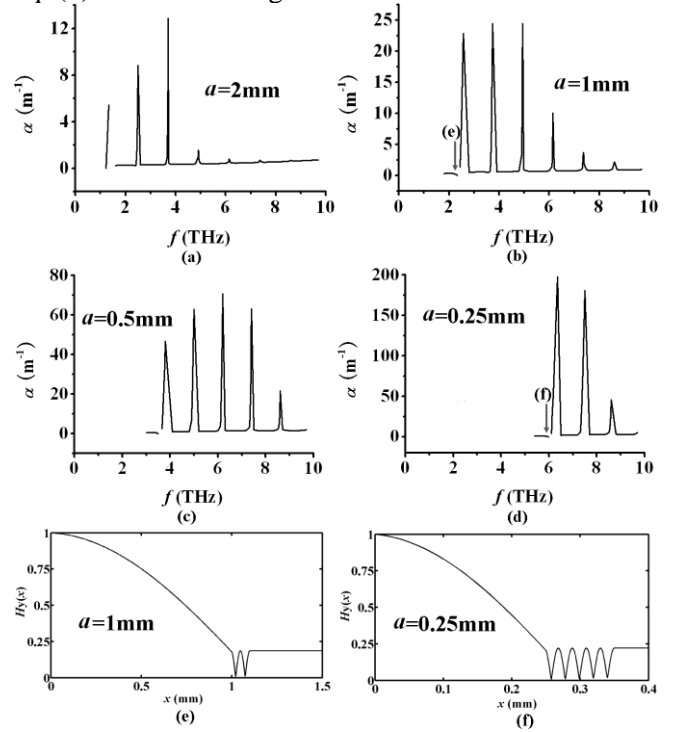 12
8
4
0
α (m⁻¹)
a=2mm
2 4 6 8 10
f (THz)
(a)
25
20
15
10
5
0
α (m⁻¹)
(e)
a=1mm
0 2 4 6 8 10
f (THz)
(b)
80
60
40
20
0
α (m⁻¹)
a=0.5mm
2 4 6 8 10
f (THz)
(c)
200
150
100
50
0
α (m⁻¹)
a=0.25mm
(f)
0 2 4 6 8 10
f (THz)
(d)
1
0.75
0.5
0.25
0
Hy(x)
a=1mm
0 0.5 1 1.5
x (mm)
(e)
1
0.75
0.5
0.25
0
Hy(x)
a=0.25mm
0 0.1 0.2 0.3 0.4
x (mm)
(f)